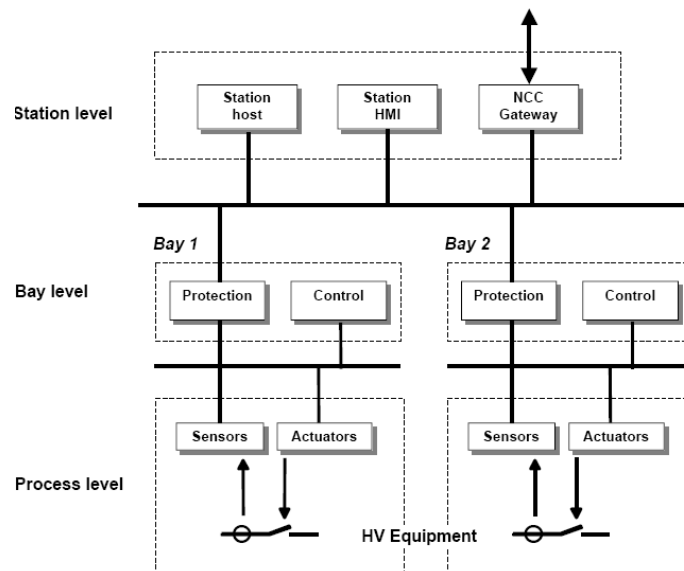 Station level
Station
host
Station
HMI
NCC
Gateway
Bay 1
Bay 2
Bay level
Protection
Control
Protection
Control
Sensors
Actuators
Sensors
Actuators
Process level
HV Equipment